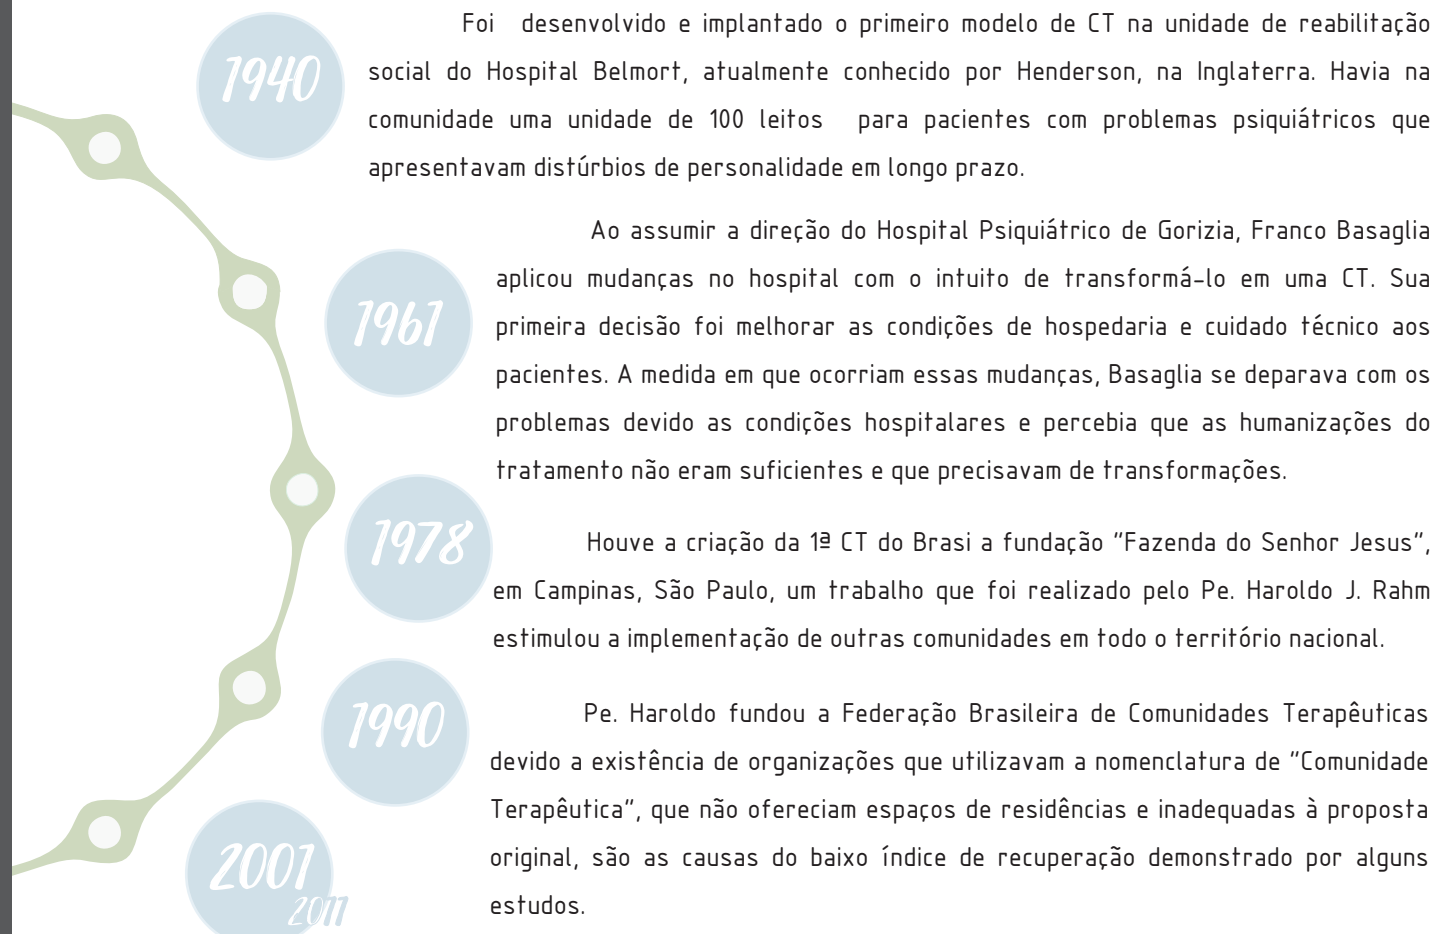 1940
Foi desenvolvido e implantado o primeiro modelo de CT na unidade de reabilitação
social do Hospital Belmort, atualmente conhecido por Henderson, na Inglaterra. Havia na
comunidade uma unidade de 100 leitos para pacientes com problemas psiquiátricos que
apresentavam distúrbios de personalidade em longo prazo.
1961
Ao assumir a direção do Hospital Psiquiátrico de Gorizia, Franco Basaglia
aplicou mudanças no hospital com o intuito de transformá-lo em uma CT. Sua
primeira decisão foi melhorar as condições de hospedaria e cuidado técnico aos
pacientes. A medida em que ocorriam essas mudanças, Basaglia se deparava com os
problemas devido as condições hospitalares e percebia que as humanizações do
tratamento não eram suficientes e que precisavam de transformações.
1978
Houve a criação da 1ª CT do Brasi a fundação "Fazenda do Senhor Jesus",
em Campinas, São Paulo, um trabalho que foi realizado pelo Pe. Haroldo J. Rahm
estimulou a implementação de outras comunidades em todo o território nacional.
1990
Pe. Haroldo fundou a Federação Brasileira de Comunidades Terapêuticas
devido a existência de organizações que utilizavam a nomenclatura de "Comunidade
Terapêutica", que não ofereciam espaços de residências e inadequadas à proposta
original, são as causas do baixo índice de recuperação demonstrado por alguns
estudos.
2001
2011